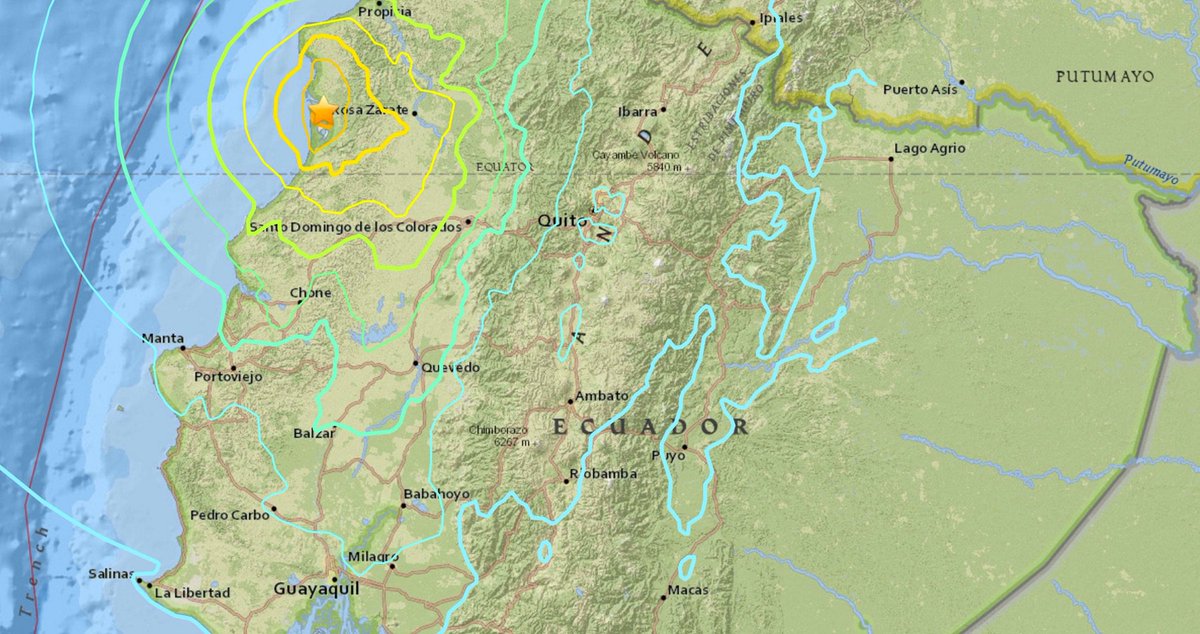 Propicia
Ipiales
PUTUMAYO
Puerto Asís
Rosa Zarate
Ibarra
ESTRIBACIONES
Lago Agrio
Cayambe Volcano
5840 m
EQUATOR
Putumayo
Santo Domingo de los Colorados
Quito
Chone
Manta
Quevedo
Portoviejo
Ambato
ECUADOR
Balzar
Chimborazo
6267 m
Puyo
Riobamba
Babahoyo
Pedro Carbo
Milagro
Salinas
La Libertad
Guayaquil
Macas
Trench
A N D E